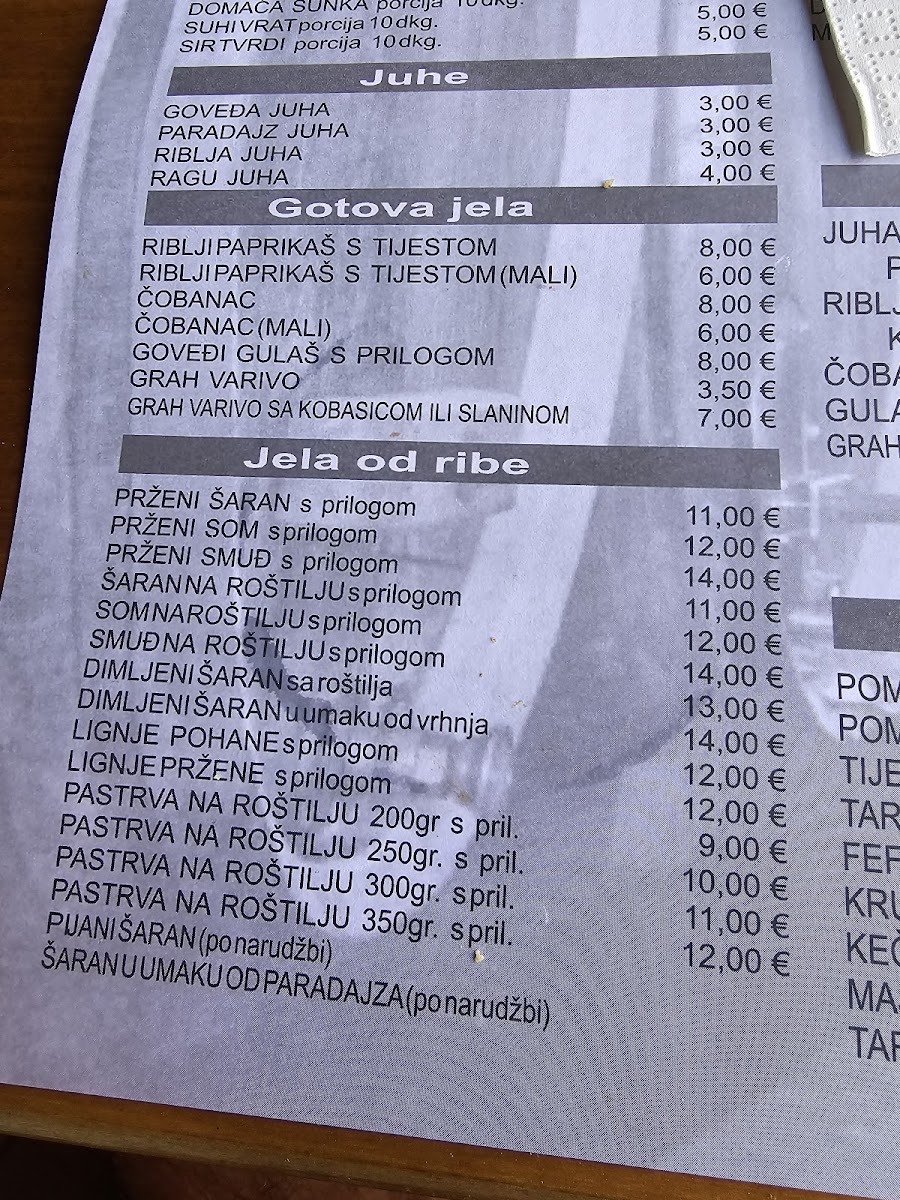 DOMAĆA ŠUNKA porcija 10dkg.
SUHI VRAT porcija 10dkg. 5,00 €
SIR TVRDI porcija 10dkg. 5,00 €
Juhe
GOVEĐA JUHA 3,00 €
PARADAJZ JUHA 3,00 €
RIBLJA JUHA 3,00 €
RAGU JUHA 4,00 €
Gotova jela
RIBLJI PAPRIKAŠ S TIJESTOM 8,00 €
RIBLJI PAPRIKAŠ S TIJESTOM (MALI) 6,00 €
ČOBANAC 8,00 €
ČOBANAC (MALI) 6,00 €
GOVEĐI GULAŠ S PRILOGOM 8,00 €
GRAH VARIVO 3,50 €
GRAH VARIVO SA KOBASICOM ILI SLANINOM 7,00 €
Jela od ribe
PRŽENI ŠARAN s prilogom 11,00 €
PRŽENI SOM s prilogom 12,00 €
PRŽENI SMUĐ s prilogom 14,00 €
ŠARAN NA ROŠTILJU s prilogom 11,00 €
SOM NA ROŠTILJU s prilogom 12,00 €
SMUĐ NA ROŠTILJU s prilogom 14,00 €
DIMLJENI ŠARAN sa roštilja 13,00 €
DIMLJENI ŠARAN u umaku od vrhnja 14,00 €
LIGNJE POHANE s prilogom 12,00 €
LIGNJE PRŽENE s prilogom 12,00 €
PASTRVA NA ROŠTILJU 200gr s pril. 9,00 €
PASTRVA NA ROŠTILJU 250gr. s pril. 10,00 €
PASTRVA NA ROŠTILJU 300gr. s pril. 11,00 €
PASTRVA NA ROŠTILJU 350gr. s pril. 12,00 €
PIJANI ŠARAN (po narudžbi)
ŠARAN U UMAKU OD PARADAJZA (po narudžbi)
JUHA
RIBLJ
ČOBA
GULA
GRAH
POM
POM
TIJE
TAR
FEF
KRU
KEČ
MAJ
TAR